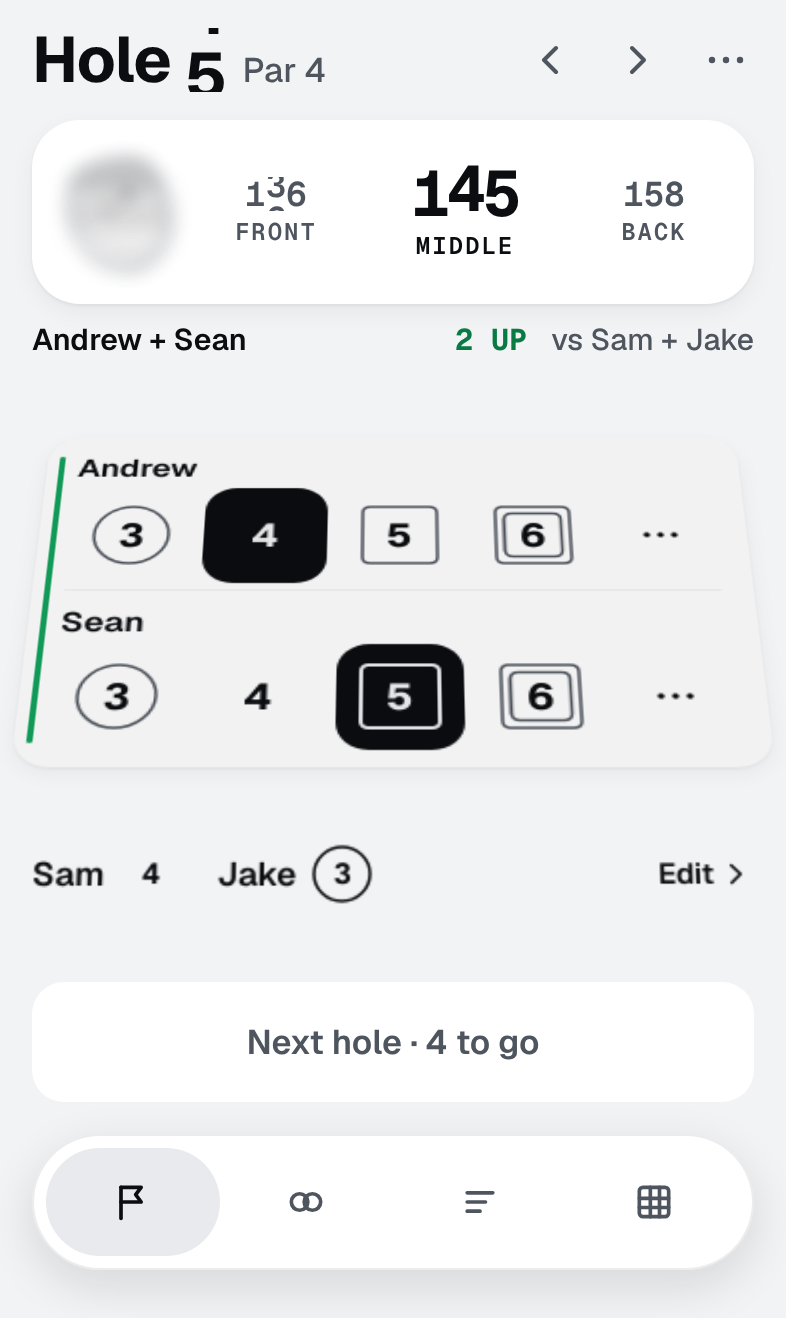 Hole 5 Par 4
145
158
FRONT
MIDDLE
BACK
Andrew + Sean 2 UP vs Sam + Jake
Andrew
3 4 5 6 ...
Sean
3 4 5 6 ...
Sam 4 Jake 3 Edit >
Next hole · 4 to go